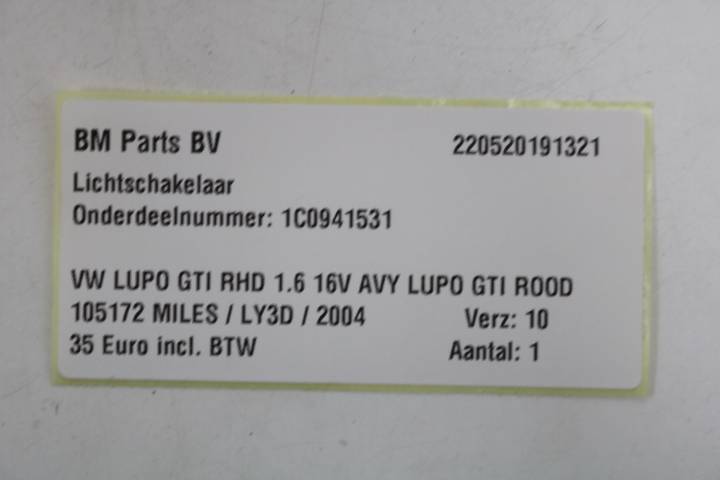 BM Parts BV 220520191321
Lichtschakelaar
Onderdeelnummer: 1C0941531
VW LUPO GTI RHD 1.6 16V AVY LUPO GTI ROOD
105172 MILES / LY3D / 2004 Verz: 10
35 Euro incl. BTW Aantal: 1